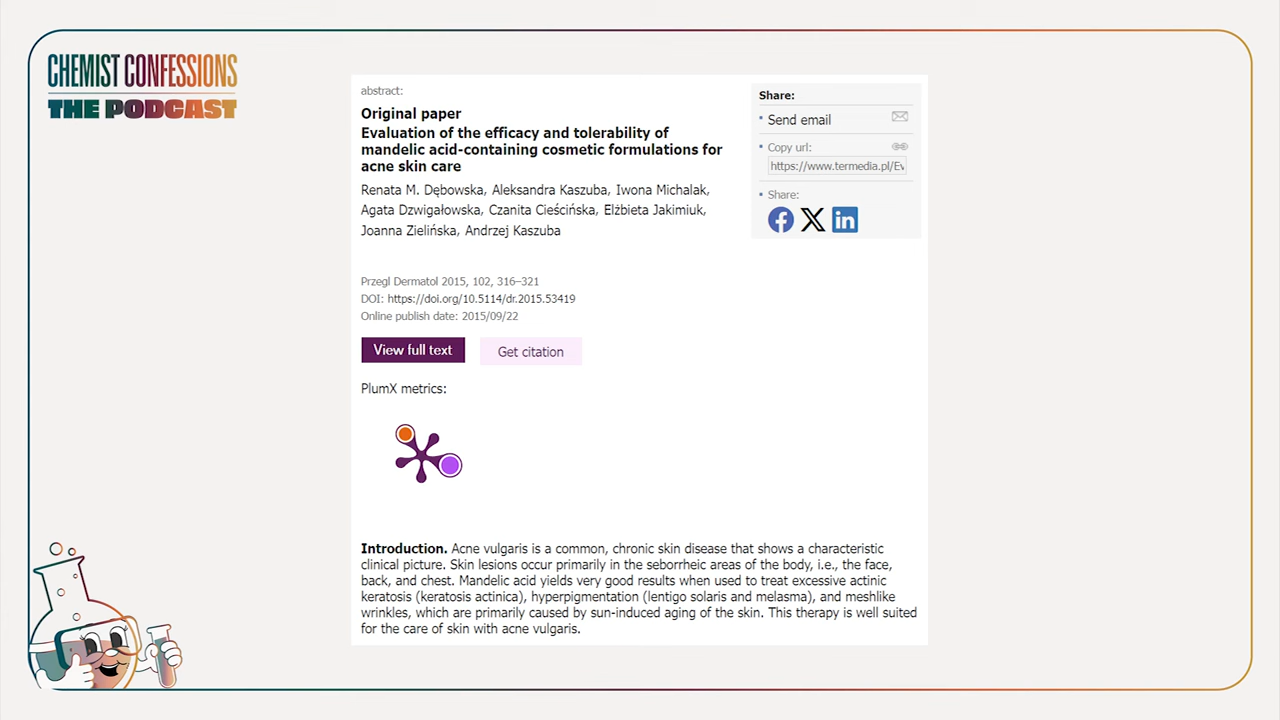 CHEMIST CONFESSIONS
THE PODCAST
abstract:
Original paper
Evaluation of the efficacy and tolerability of
mandelic acid-containing cosmetic formulations for
acne skin care
Renata M. Dębowska, Aleksandra Kaszuba, Iwona Michalak,
Agata Dzwigałowska, Czanita Cieścińska, Elżbieta Jakimiuk,
Joanna Zielińska, Andrzej Kaszuba
Przegl Dermatol 2015, 102, 316–321
DOI: https://doi.org/10.5114/dr.2015.53419
Online publish date: 2015/09/22
View full text
Get citation
PlumX metrics:
Introduction. Acne vulgaris is a common, chronic skin disease that shows a characteristic
clinical picture. Skin lesions occur primarily in the seborrheic areas of the body, i.e., the face,
back, and chest. Mandelic acid yields very good results when used to treat excessive actinic
keratosis (keratosis actinica), hyperpigmentation (lentigo solaris and melasma), and meshlike
wrinkles, which are primarily caused by sun-induced aging of the skin. This therapy is well suited
for the care of skin with acne vulgaris.
Share:
Send email
Copy url:
https://www.termedia.pl/Ev
Share: